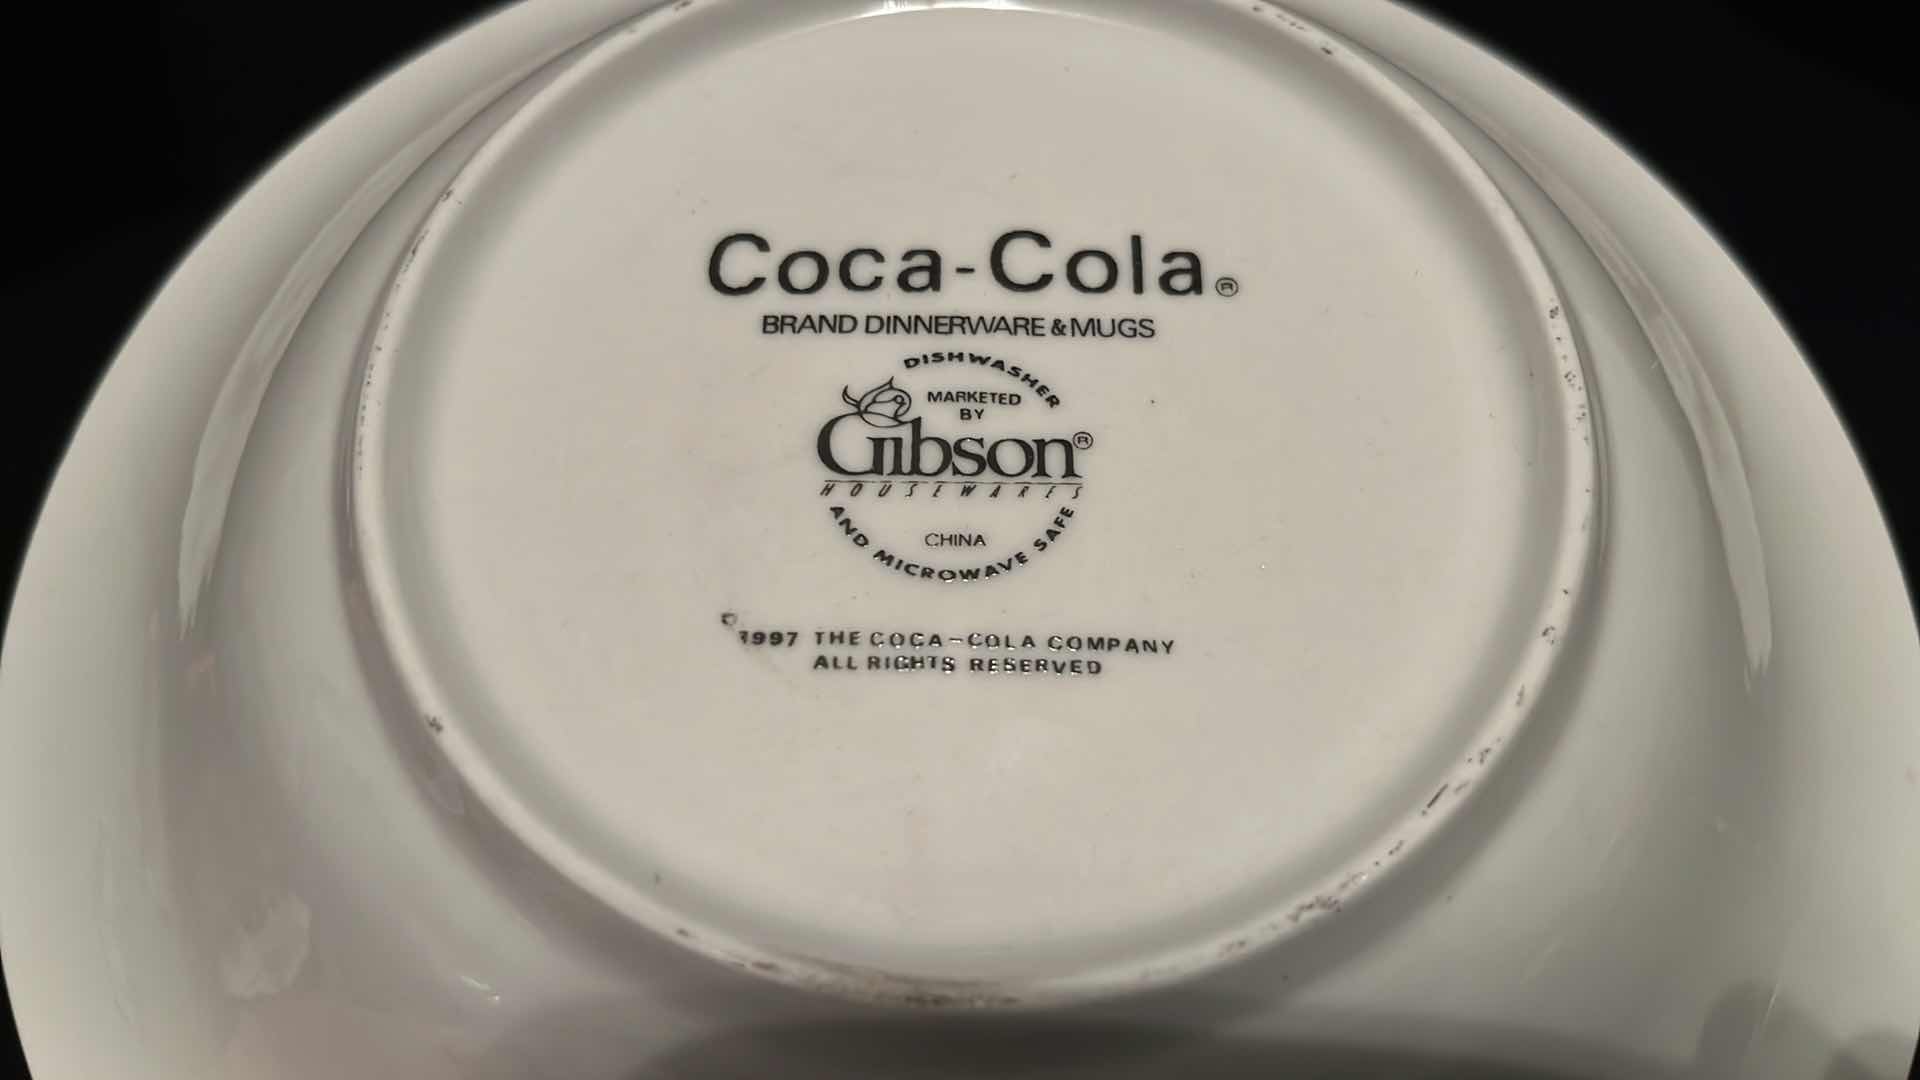 Coca-Cola®
BRAND DINNERWARE & MUGS
DISHWASHER
MARKETED
BY
Gibson®
HOUSEWARES
CHINA
AND MICROWAVE SAFE
©1997 THE COCA-COLA COMPANY
ALL RIGHTS RESERVED